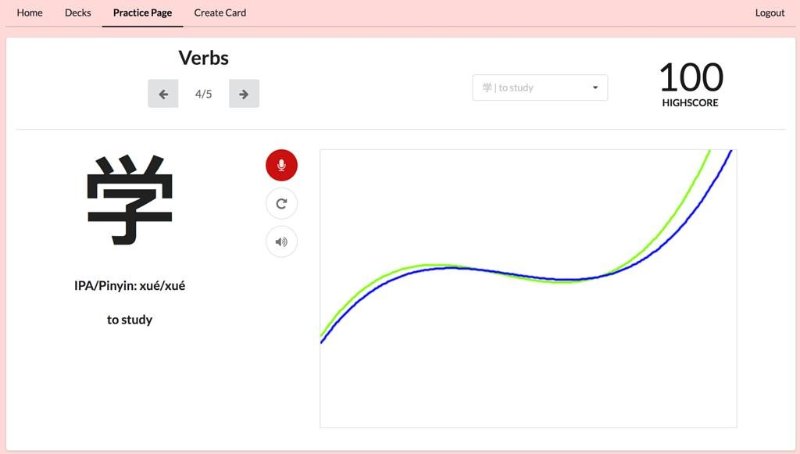 Home Decks Practice Page Create Card Logout
Verbs
4/5
学 | to study
100
HIGHSCORE
学
IPA/Pinyin: xué/xué
to study